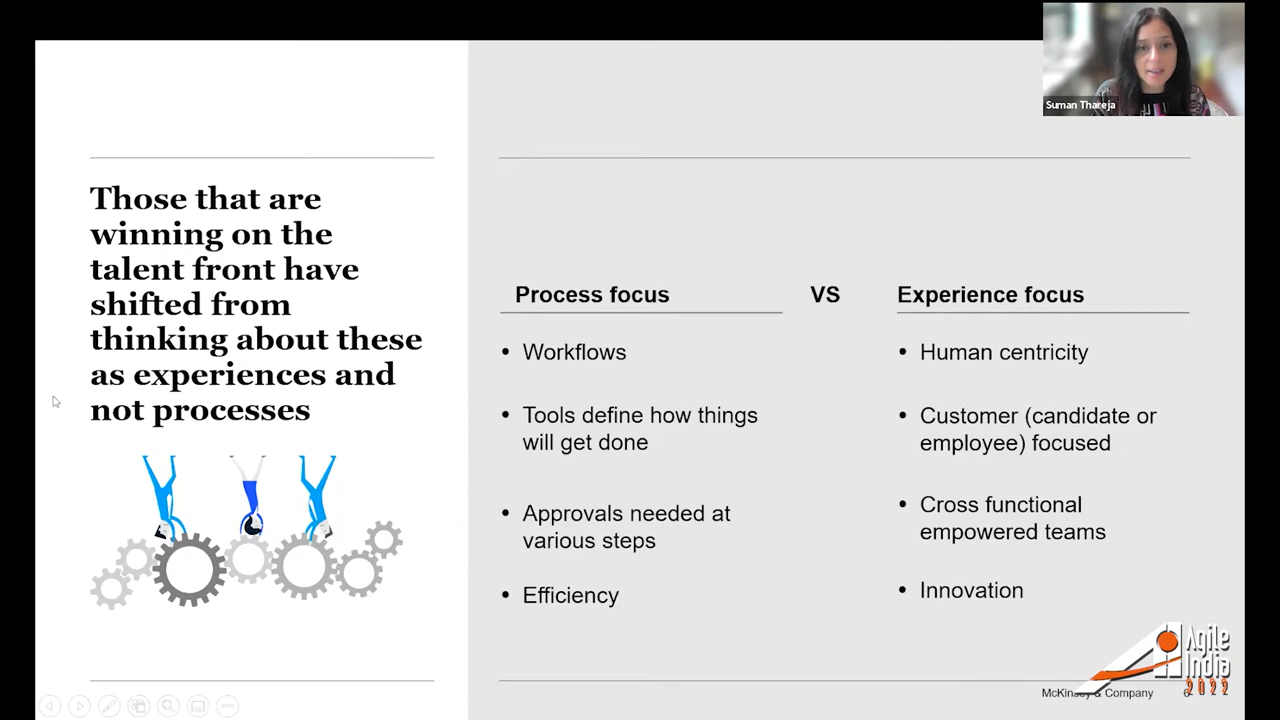 Suman Thareja
Those that are
winning on the
talent front have
shifted from
thinking about these
as experiences and
not processes
Process focus
VS
Experience focus
• Workflows
• Human centricity
• Tools define how things
will get done
• Customer (candidate or
employee) focused
• Approvals needed at
various steps
• Cross functional
empowered teams
• Efficiency
• Innovation
Agile
India
2022
McKinsey & Company
6